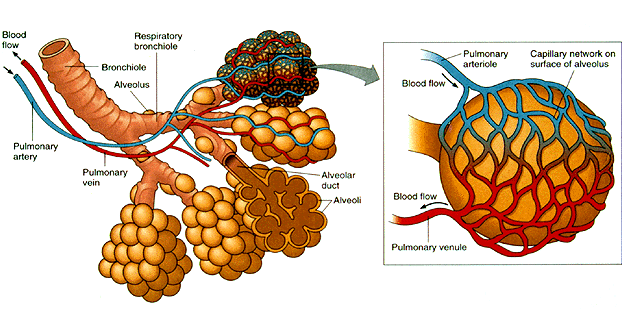 Blood
flow
Respiratory
bronchiole
Bronchiole
Alveolus
Pulmonary
artery
Pulmonary
vein
Alveolar
duct
Alveoli
Pulmonary
arteriole
Capillary network on
surface of alveolus
Blood flow
Blood flow
Pulmonary venule